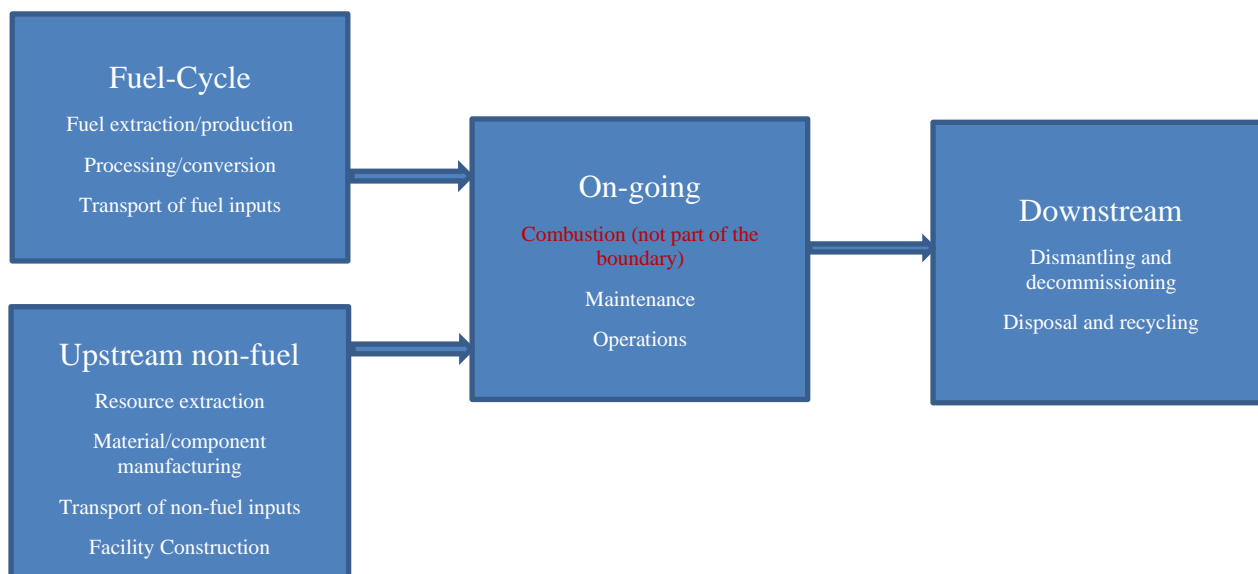 Fuel-Cycle
Fuel extraction/production
Processing/conversion
Transport of fuel inputs
Upstream non-fuel
Resource extraction
Material/component
manufacturing
Transport of non-fuel inputs
Facility Construction
On-going
Combustion (not part of the
boundary)
Maintenance
Operations
Downstream
Dismantling and
decommissioning
Disposal and recycling